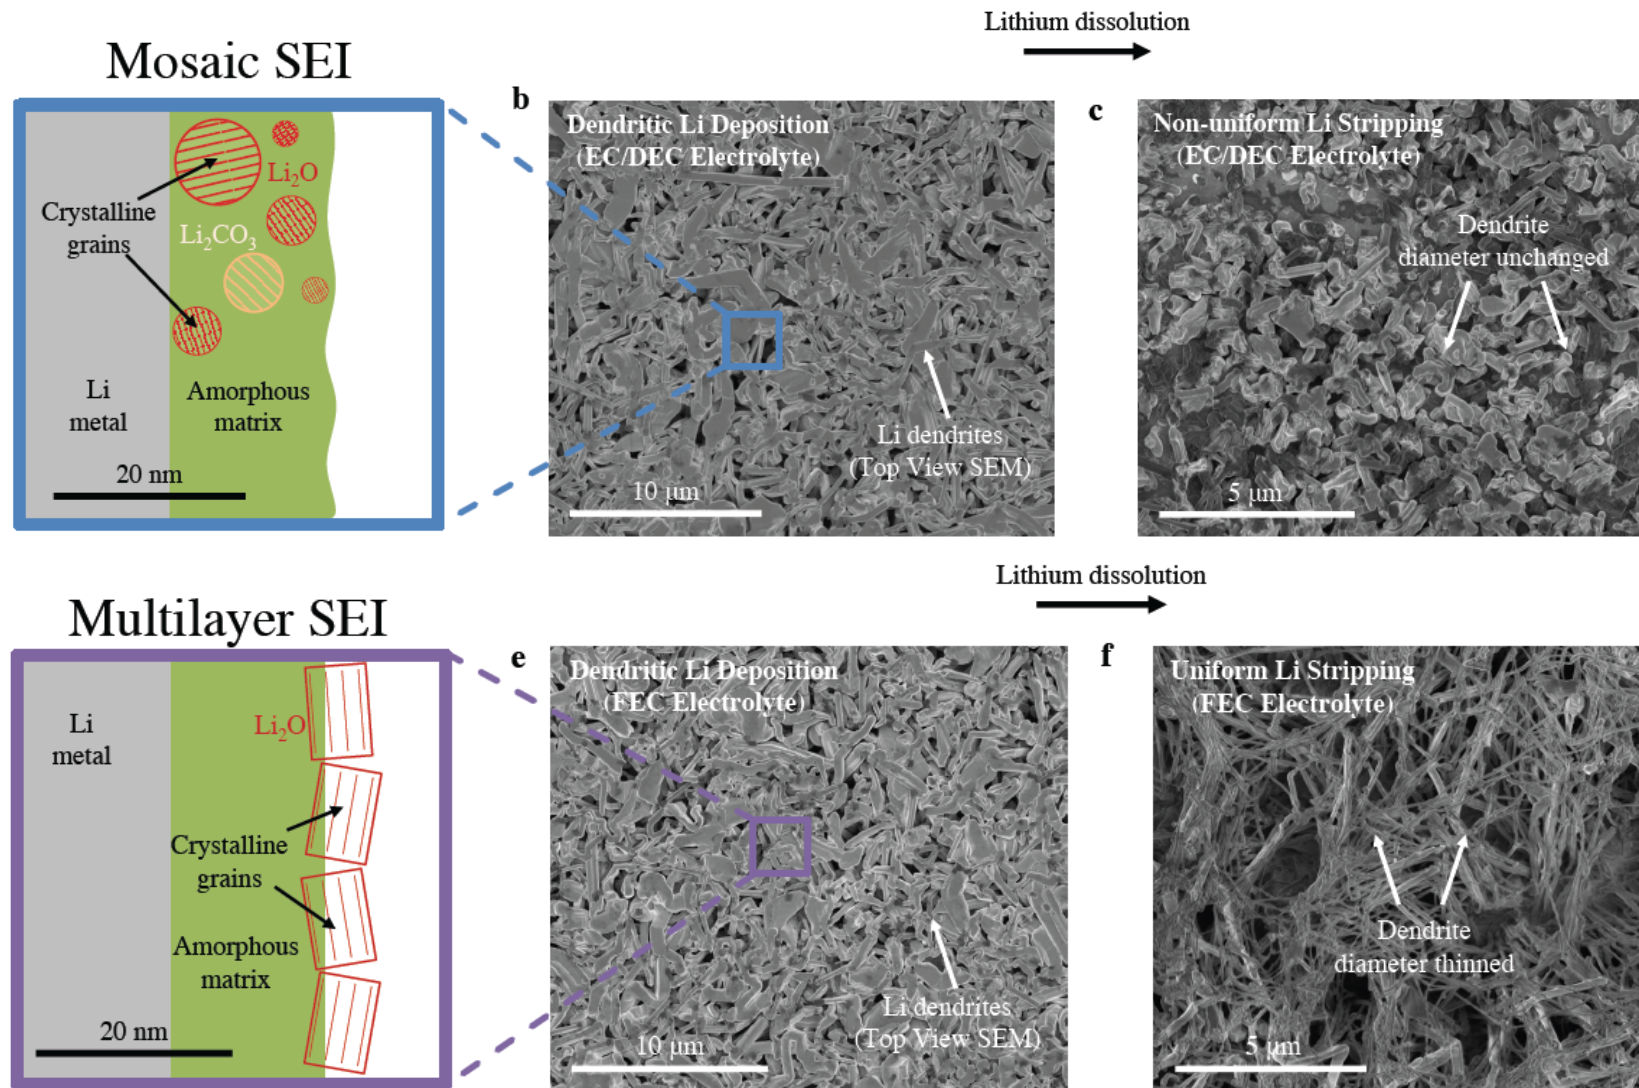 Lithium dissolution
Mosaic SEI
Crystalline
grains
Li₂O
Li₂CO₃
Li
metal
Amorphous
matrix
20 nm
b
Dendritic Li Deposition
(EC/DEC Electrolyte)
Li dendrites
(Top View SEM)
10 μm
c
Non-uniform Li Stripping
(EC/DEC Electrolyte)
Dendrite
diameter unchanged
5 μm
Lithium dissolution
Multilayer SEI
Li
metal
Li₂O
Crystalline
grains
Amorphous
matrix
20 nm
e
Dendritic Li Deposition
(FEC Electrolyte)
Li dendrites
(Top View SEM)
10 μm
f
Uniform Li Stripping
(FEC Electrolyte)
Dendrite
diameter thinned
5 μm